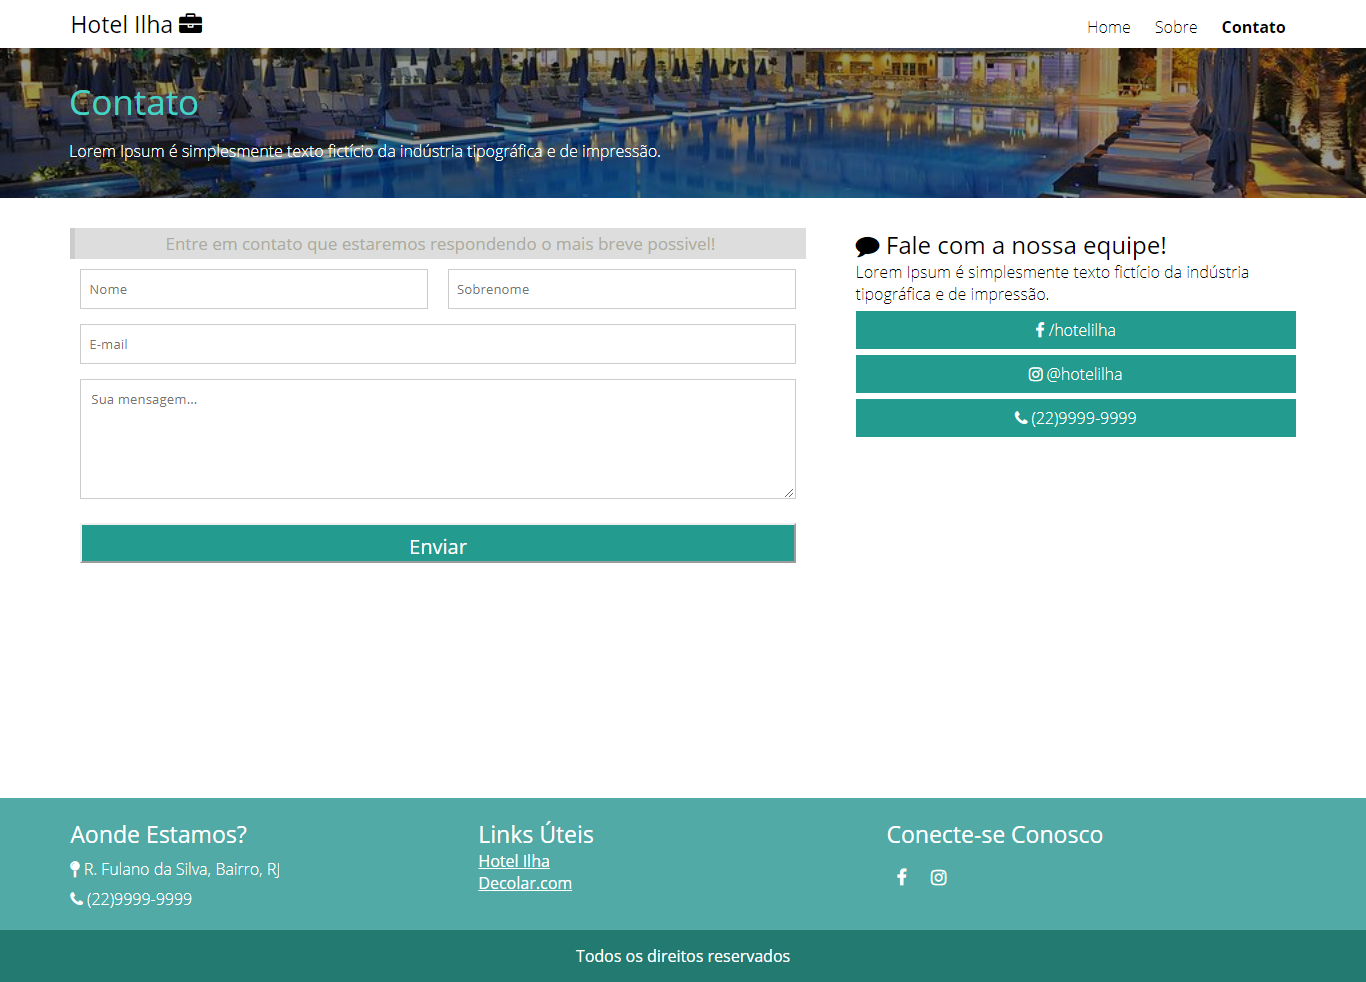 Hotel Ilha
Home Sobre Contato
Contato
Lorem Ipsum é simplesmente texto fictício da indústria tipográfica e de impressão.
Entre em contato que estaremos respondendo o mais breve possivel!
Nome
Sobrenome
E-mail
Sua mensagem...
Enviar
Fale com a nossa equipe!
Lorem Ipsum é simplesmente texto fictício da indústria
tipográfica e de impressão.
/hotelilha
@hotelilha
(22)9999-9999
Aonde Estamos?
R. Fulano da Silva, Bairro, RJ
(22)9999-9999
Links Úteis
Hotel Ilha
Decolar.com
Conecte-se Conosco
Todos os direitos reservados